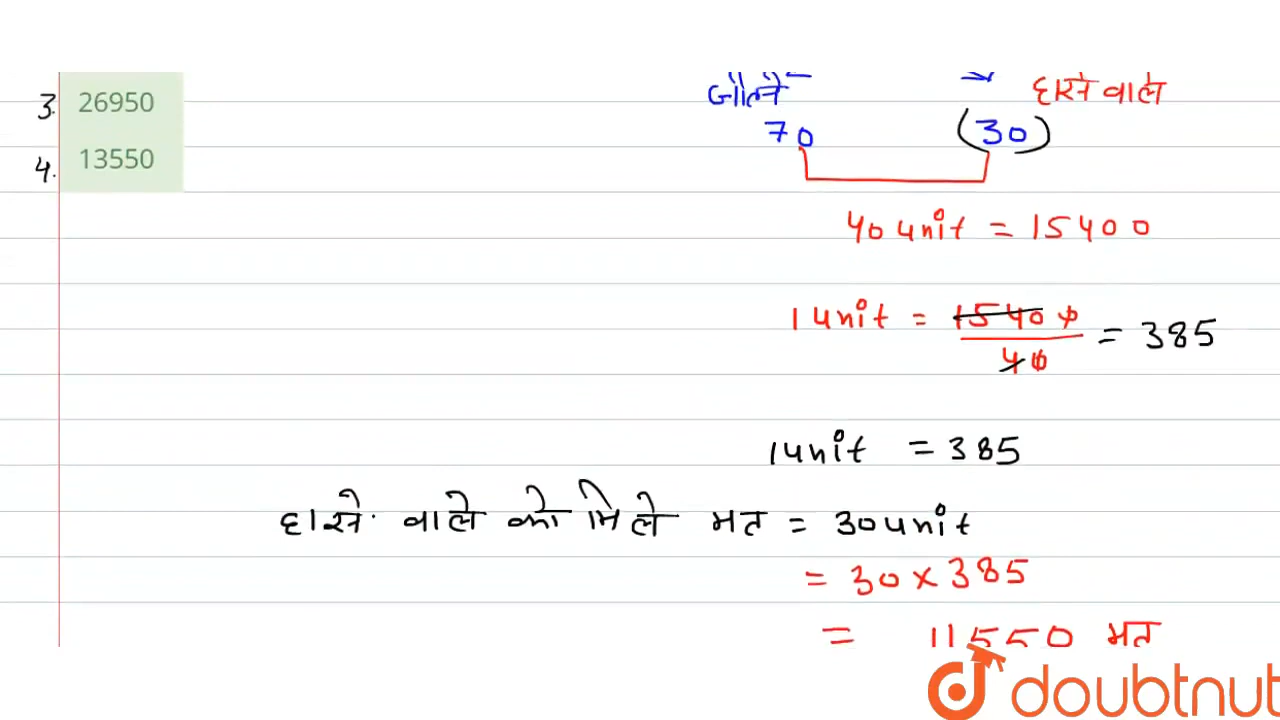 3. 26950
4. 13550
जीतने हारने वाले
70 (30)
40 unit = 15400
1 unit = 15400/40 = 385
1 unit = 385
हारने वाले को मिले मत = 30 unit
= 30 × 385
= 11550 मत
doubtnut